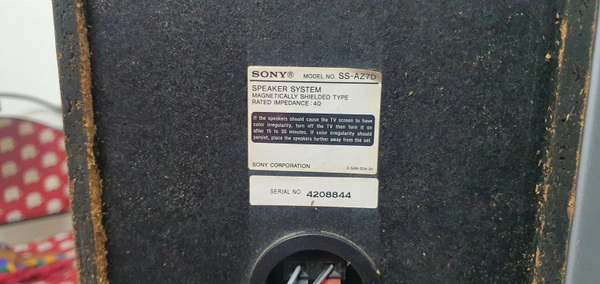 SONY® MODEL NO. SS-AZ7D
SPEAKER SYSTEM
MAGNETICALLY SHIELDED TYPE
RATED IMPEDANCE : 4Ω
If the speakers should cause the TV screen to have
color irregularity, turn off the TV then turn it on
after 15 to 30 minutes. If color irregularity should
persist, place the speakers further away from the set.
SONY CORPORATION
SERIAL NO. 4208844